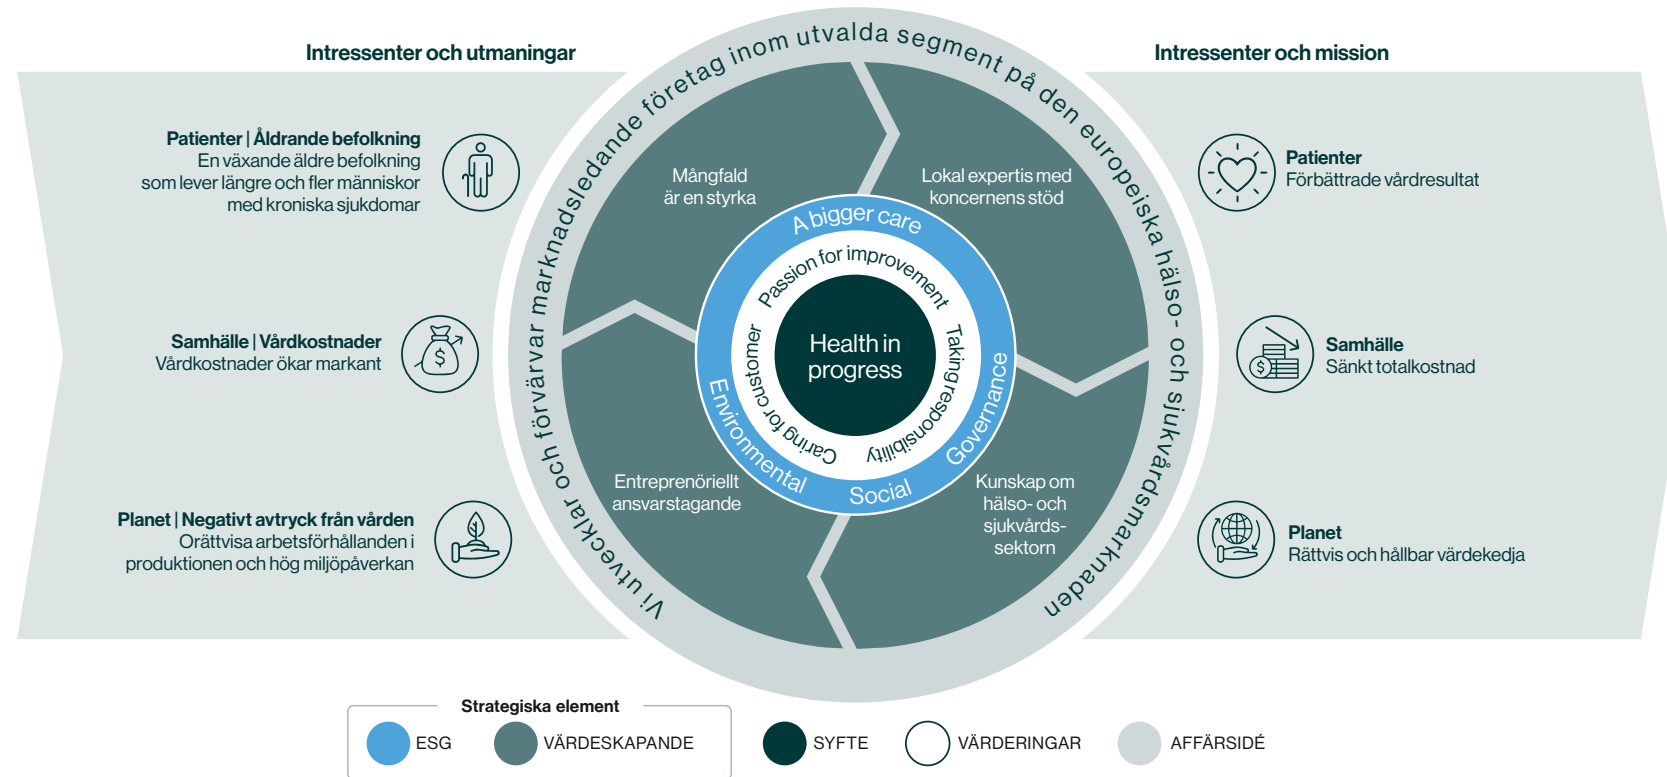 Intressenter och utmaningar
Patienter | Åldrande befolkning
En växande äldre befolkning
som lever längre och fler människor
med kroniska sjukdomar
Samhälle | Vårdkostnader
Vårdkostnader ökar markant
Planet | Negativt avtryck från vården
Orättvisa arbetsförhållanden i
produktionen och hög miljöpåverkan
Vi utvecklar och förvärvar marknadsledande företag inom utvalda segment på den europeiska hälso- och sjukvårdsmarknaden
Mångfald
är en styrka
Lokal expertis med
koncernens stöd
Entreprenöriellt
ansvarstagande
Kunskap om
hälso- och
sjukvårds-
sektorn
A bigger care
Environmental
Social
Governance
Passion for improvement
Taking responsibility
Caring for customer
Health in
progress
Intressenter och mission
Patienter
Förbättrade vårdresultat
Samhälle
Sänkt totalkostnad
Planet
Rättvis och hållbar värdekedja
Strategiska element
ESG
VÄRDESKAPANDE
SYFTE
VÄRDERINGAR
AFFÄRSIDÉ